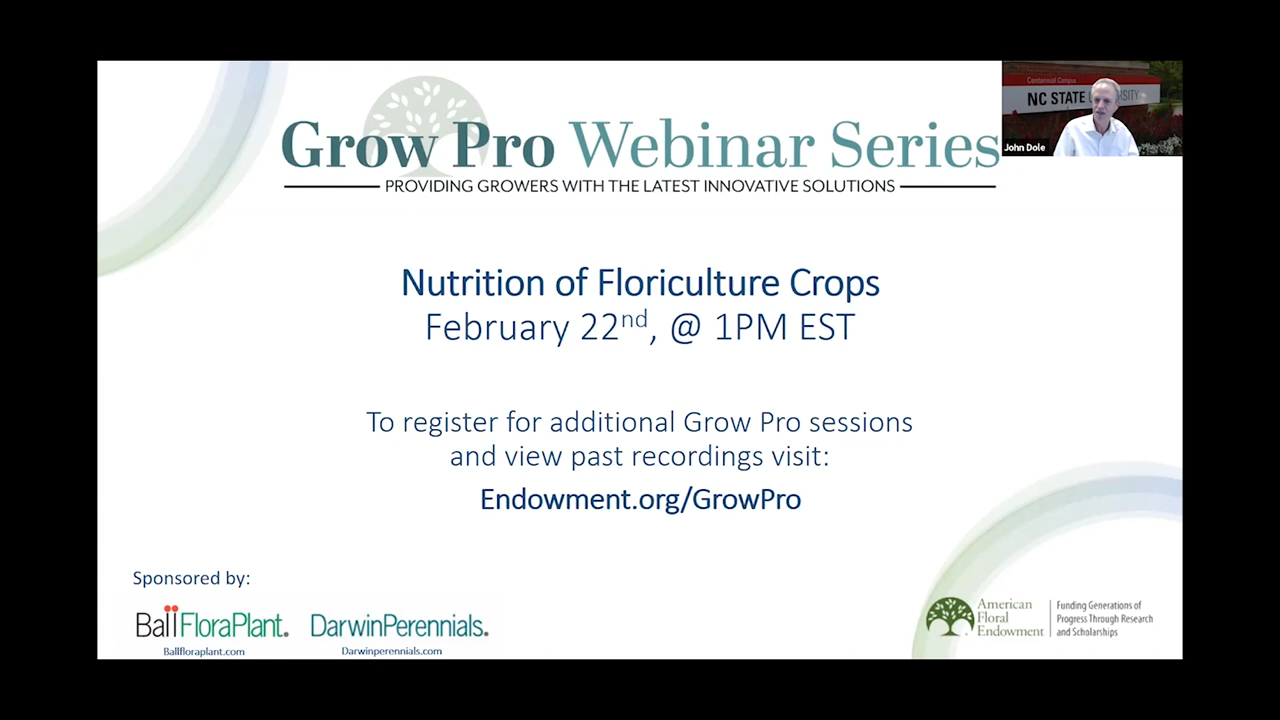 Grow Pro Webinar Series
PROVIDING GROWERS WITH THE LATEST INNOVATIVE SOLUTIONS
Centennial Campus
NC STATE UNIVERSITY
John Dole
Nutrition of Floriculture Crops
February 22nd, @ 1PM EST
To register for additional Grow Pro sessions
and view past recordings visit:
Endowment.org/GrowPro
Sponsored by:
Ball FloraPlant.
Ballfloraplant.com
DarwinPerennials.
Darwinperennials.com
American
Floral
Endowment
Funding Generations of
Progress Through Research
and Scholarships